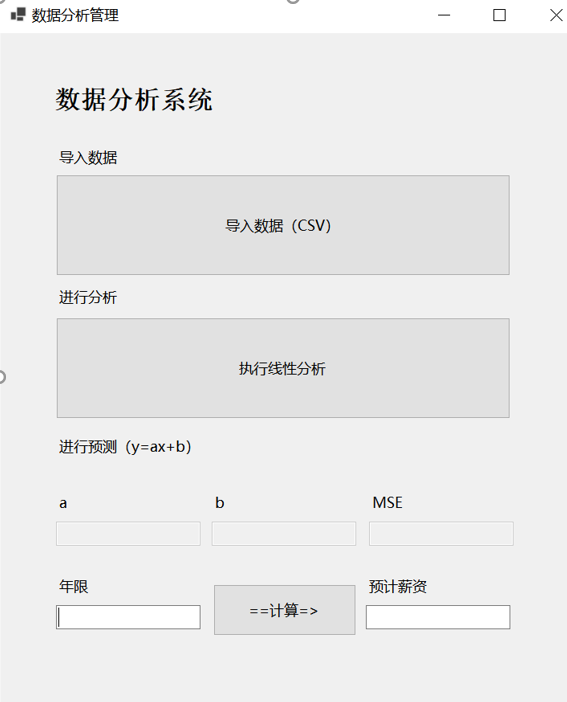 数据分析管理
数据分析系统
导入数据
导入数据（CSV）
进行分析
执行线性分析
进行预测（y=ax+b）
a b MSE
年限 ==计算=> 预计薪资